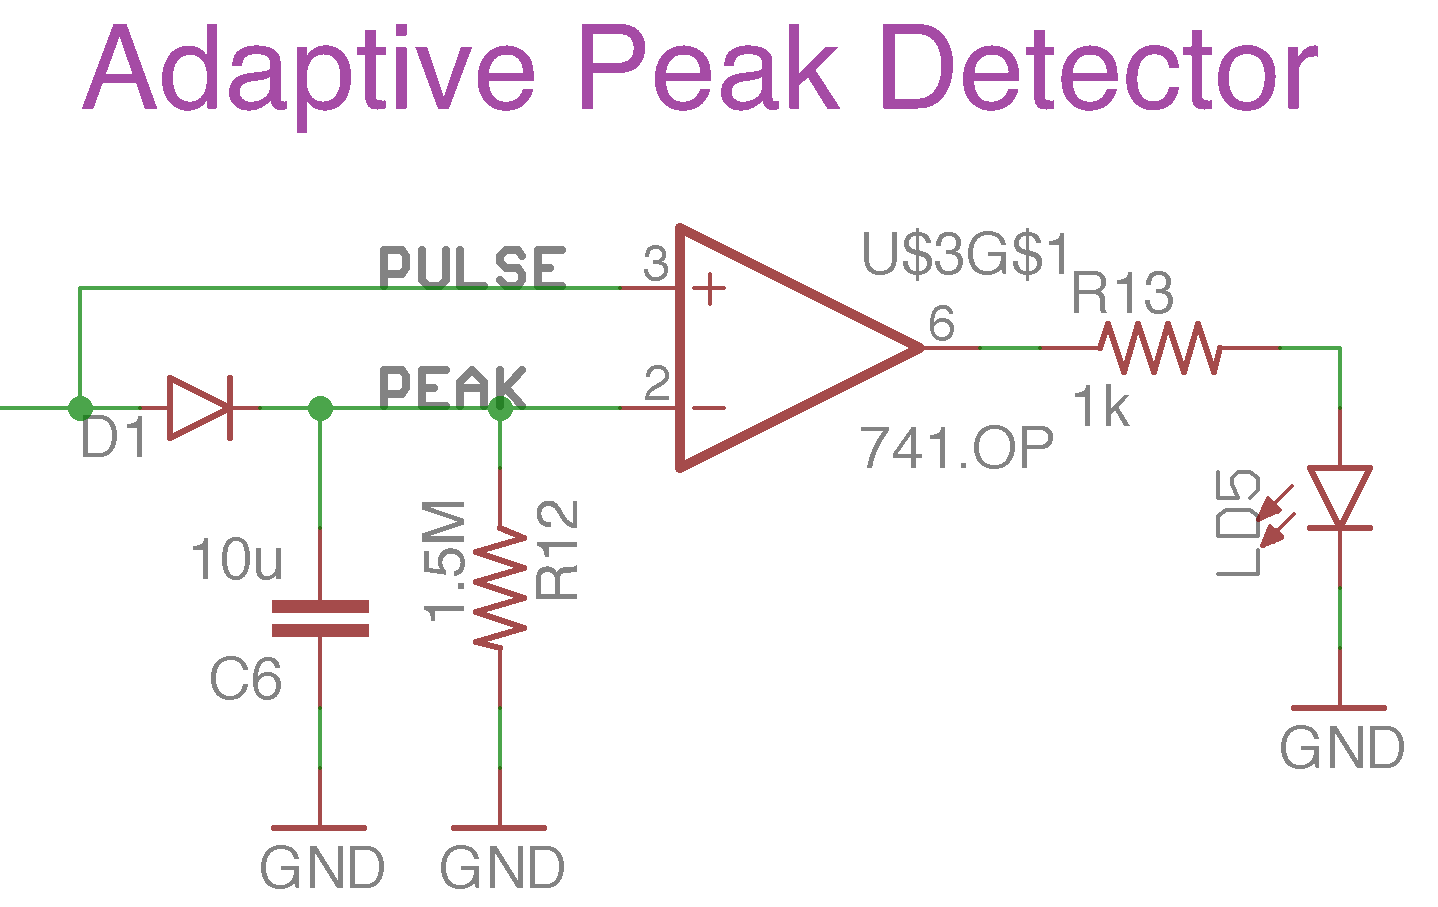 Adaptive Peak Detector
PULSE
3
+
U$3G$1
R13
6
PEAK
2
−
1k
D1
741.OP
10u
1.5M
R12
LD5
C6
GND
GND
GND